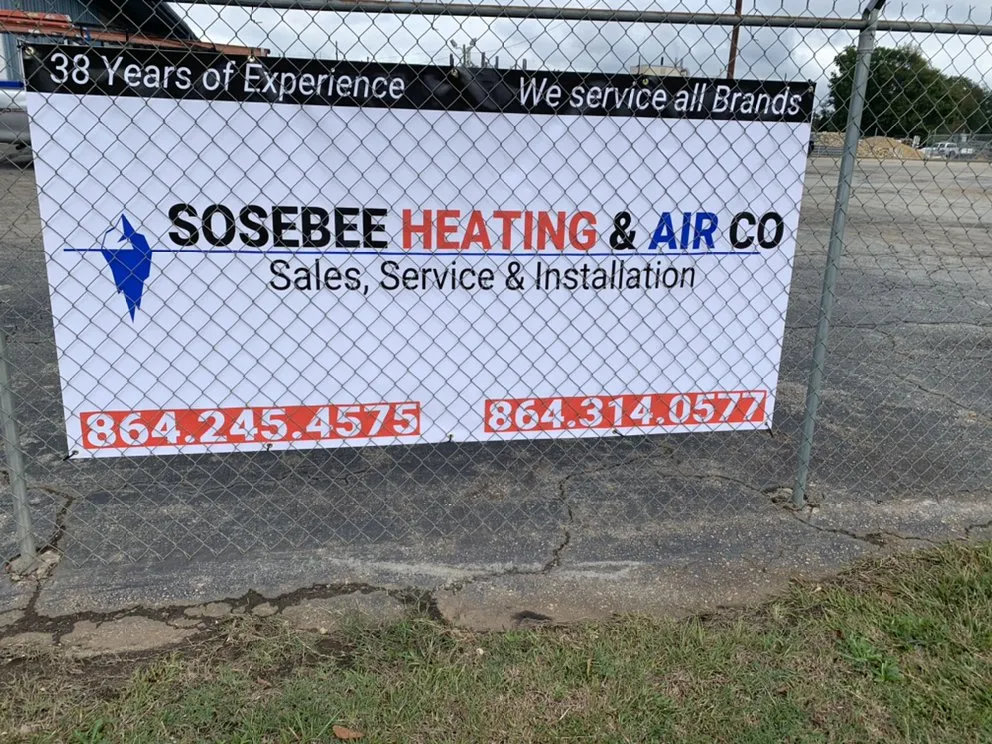 38 Years of Experience We service all Brands
SOSEBEE HEATING & AIR CO
Sales, Service & Installation
864.245.4575 864.314.0577